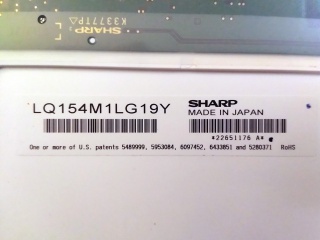 K3377TP
SHARP
LQ154M1LG19Y
SHARP
MADE IN JAPAN
*22651176 A*
One or more of U.S. patents 5489999, 5953084, 6097452, 6433851 and 5280371 RoHS